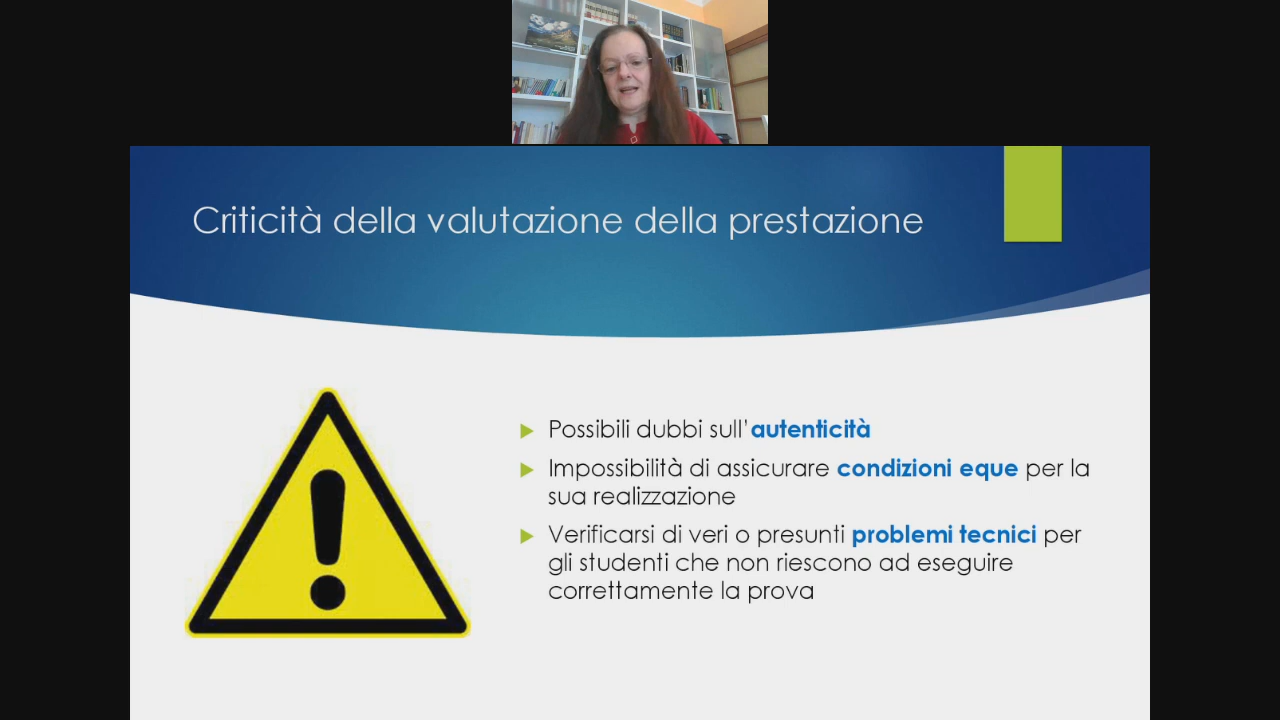 Criticità della valutazione della prestazione
Possibili dubbi sull'autenticità
Impossibilità di assicurare condizioni eque per la
sua realizzazione
Verificarsi di veri o presunti problemi tecnici per
gli studenti che non riescono ad eseguire
correttamente la prova